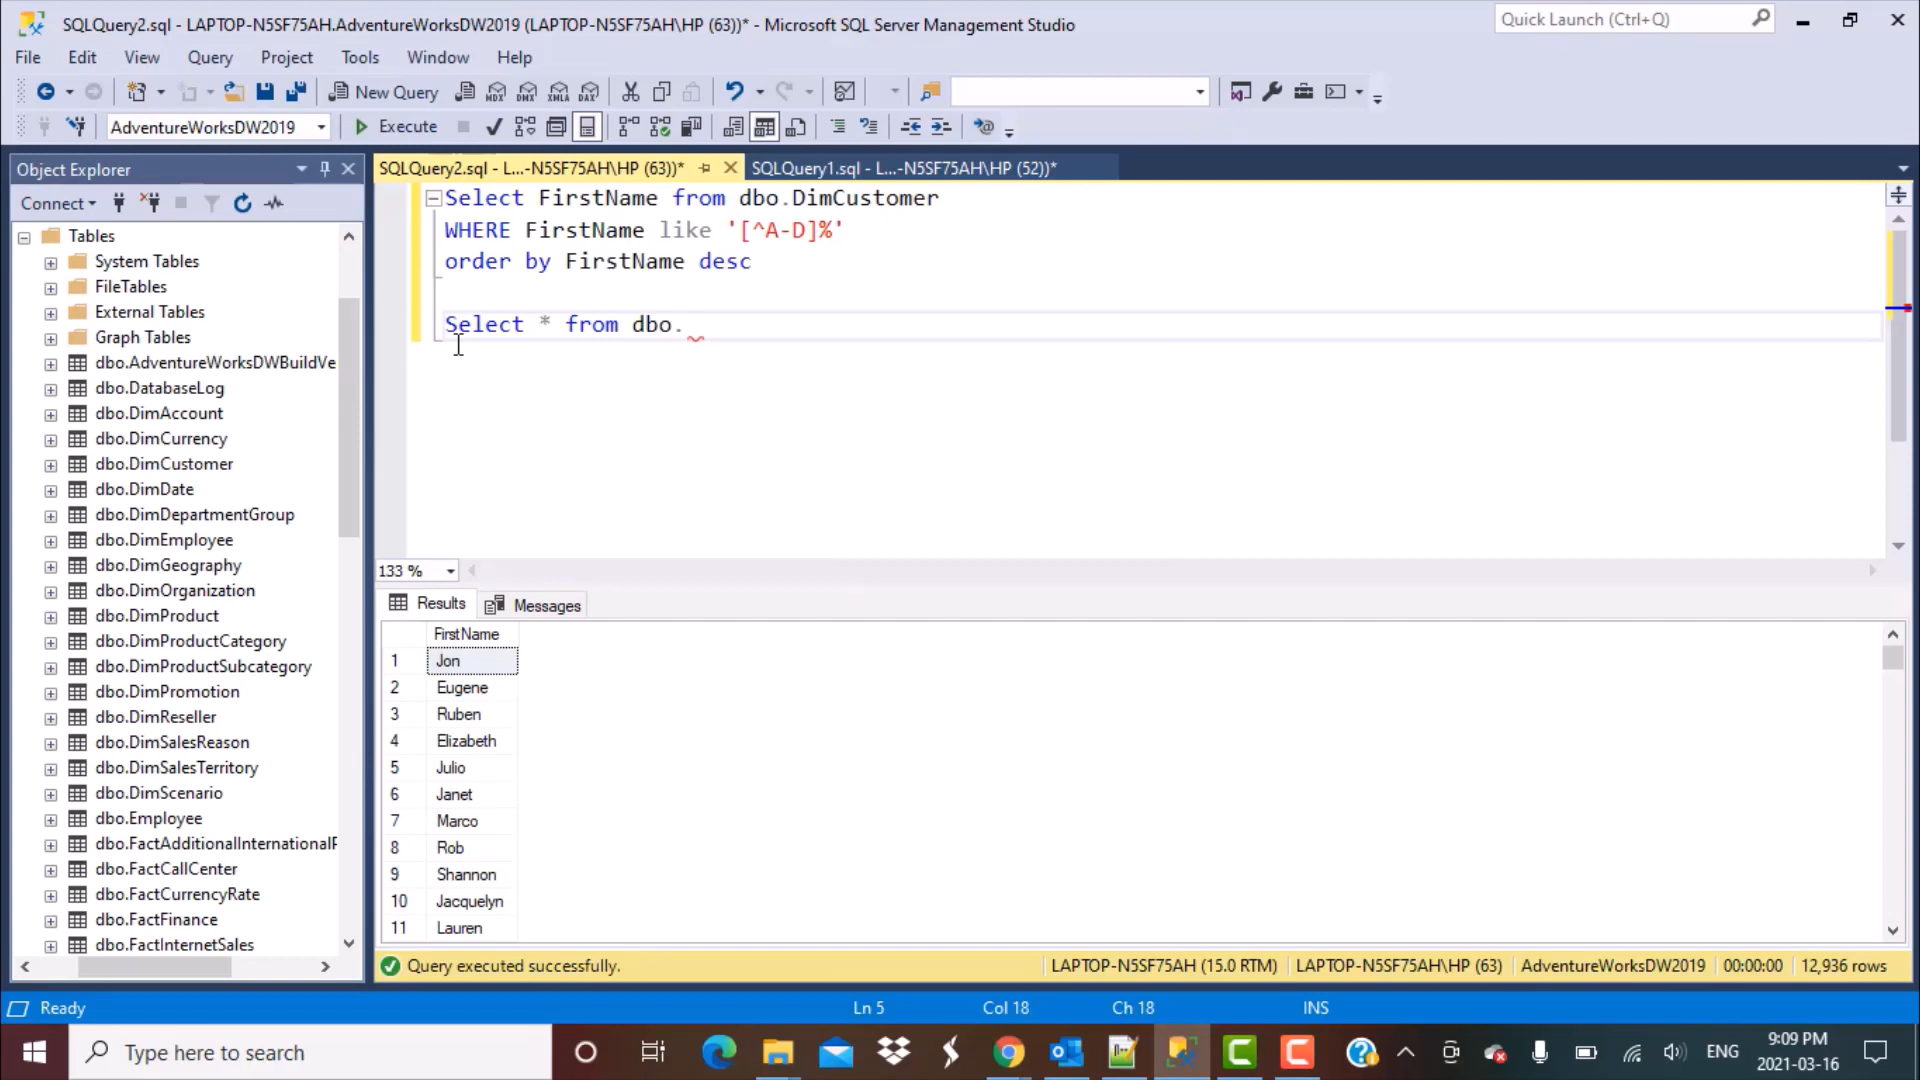 SQLQuery2.sql - LAPTOP-N5SF75AH.AdventureWorksDW2019 (LAPTOP-N5SF75AH\HP (63))* - Microsoft SQL Server Management Studio
Quick Launch (Ctrl+Q)
File Edit View Query Project Tools Window Help
New Query
MDX DMX XMLA DAX
AdventureWorksDW2019 Execute
Object Explorer
SQLQuery2.sql - L...-N5SF75AH\HP (63))* SQLQuery1.sql - L...-N5SF75AH\HP (52))*
Connect
Tables
System Tables
FileTables
External Tables
Graph Tables
dbo.AdventureWorksDWBuildVe
dbo.DatabaseLog
dbo.DimAccount
dbo.DimCurrency
dbo.DimCustomer
dbo.DimDate
dbo.DimDepartmentGroup
dbo.DimEmployee
dbo.DimGeography
dbo.DimOrganization
dbo.DimProduct
dbo.DimProductCategory
dbo.DimProductSubcategory
dbo.DimPromotion
dbo.DimReseller
dbo.DimSalesReason
dbo.DimSalesTerritory
dbo.DimScenario
dbo.Employee
dbo.FactAdditionalInternationalP
dbo.FactCallCenter
dbo.FactCurrencyRate
dbo.FactFinance
dbo.FactInternetSales
Select FirstName from dbo.DimCustomer
WHERE FirstName like '[^A-D]%'
order by FirstName desc
Select * from dbo.
133 %
Results Messages
FirstName
1 Jon
2 Eugene
3 Ruben
4 Elizabeth
5 Julio
6 Janet
7 Marco
8 Rob
9 Shannon
10 Jacquelyn
11 Lauren
Query executed successfully. LAPTOP-N5SF75AH (15.0 RTM) LAPTOP-N5SF75AH\HP (63) AdventureWorksDW2019 00:00:00 12,936 rows
Ready Ln 5 Col 18 Ch 18 INS
Type here to search
ENG 9:09 PM
2021-03-16